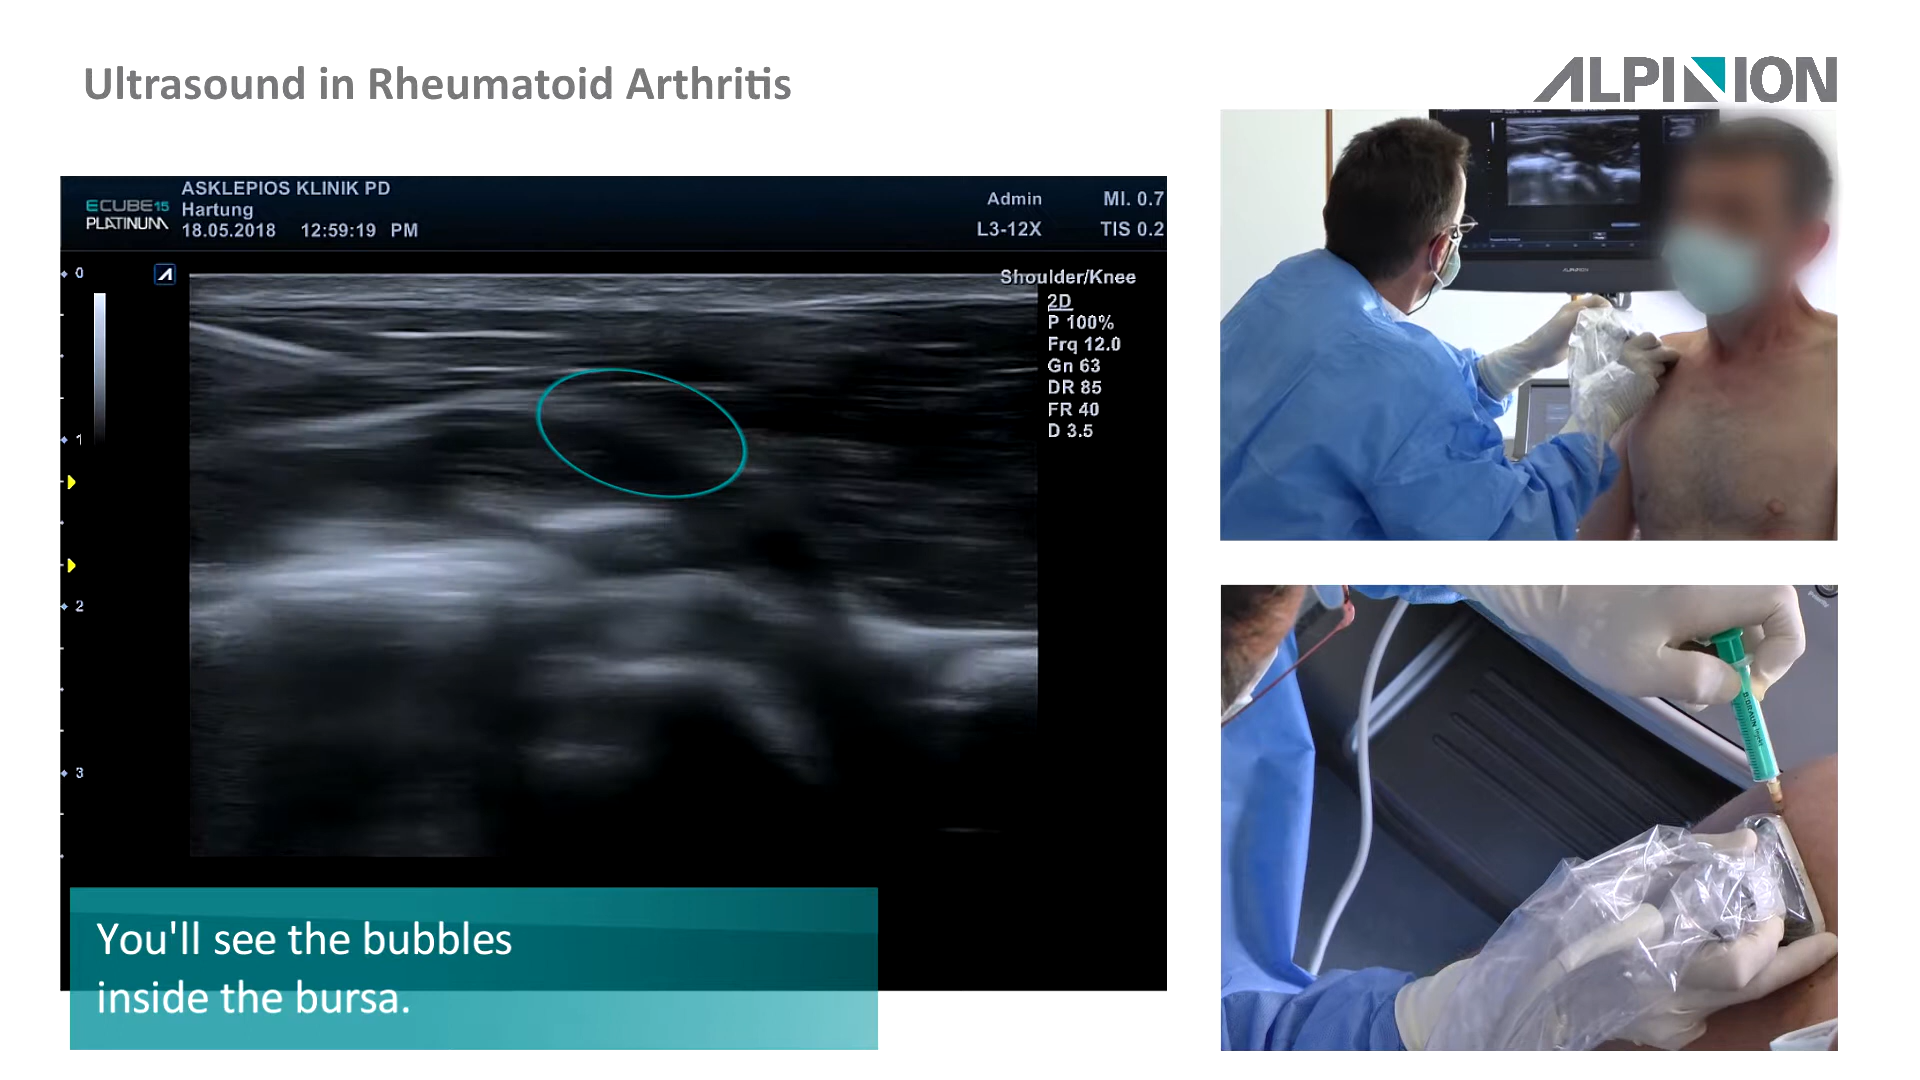 Ultrasound in Rheumatoid Arthritis
ALPINION
ECUBE15
PLATINUM
ASKLEPIOS KLINIK PD
Hartung
18.05.2018 12:59:19 PM
Admin MI. 0.7
L3-12X TIS 0.2
0
1
2
3
Shoulder/Knee
2D
P 100%
Frq 12.0
Gn 63
DR 85
FR 40
D 3.5
You'll see the bubbles
inside the bursa.
ALPINION
B|BRAUN